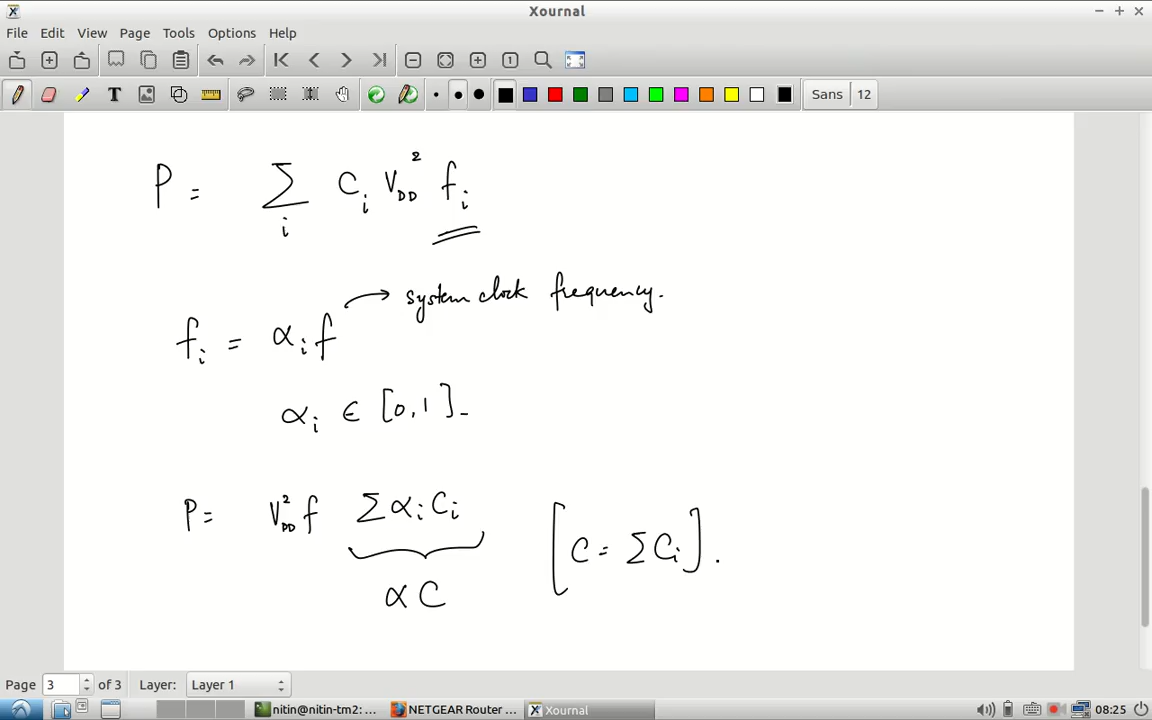 Xournal
File Edit View Page Tools Options Help
Sans 12
P = Σ_i C_i V_DD^2 f_i
f_i = α_i f → system clock frequency.
α_i ∈ [0,1]
P = V_DD^2 f Σ α_i C_i
[C = Σ C_i].
α C
Page 3 of 3 Layer: Layer 1
nitin@nitin-tm2: ... NETGEAR Router ... Xournal 08:25